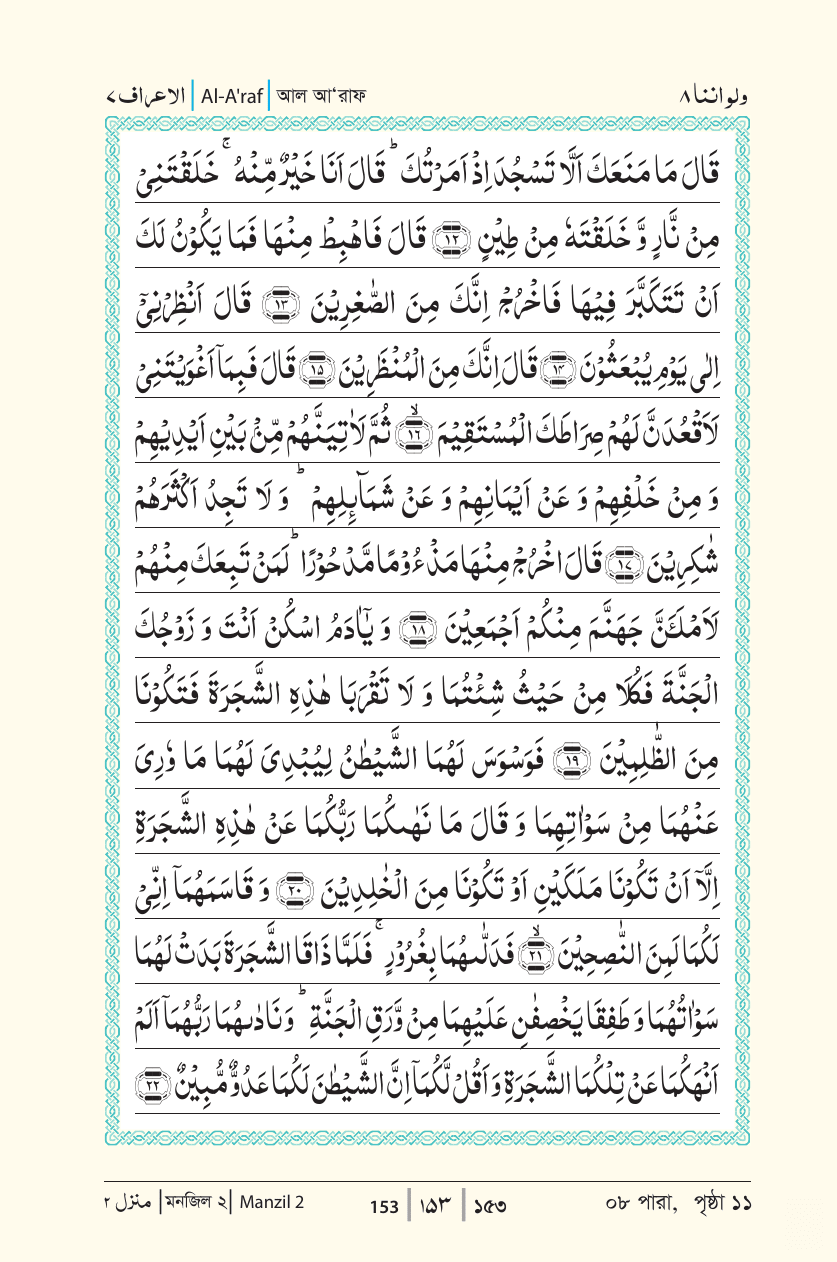 الاعراف ٧ | Al-A'raf | আল আ‘রাফ ولو اننا ٨
قَالَ مَا مَنَعَكَ اَلَّا تَسْجُدَ اِذْ اَمَرْتُكَ ؕ قَالَ اَنَا خَيْرٌ مِّنْهُ ۚ خَلَقْتَنِىْ
مِنْ نَّارٍ وَّ خَلَقْتَهٗ مِنْ طِيْنٍ ﴿۱۲﴾ قَالَ فَاهْبِطْ مِنْهَا فَمَا يَكُوْنُ لَكَ
اَنْ تَتَكَبَّرَ فِيْهَا فَاخْرُجْ اِنَّكَ مِنَ الصّٰغِرِيْنَ ﴿۱۳﴾ قَالَ اَنْظِرْنِىْۤ
اِلٰى يَوْمِ يُبْعَثُوْنَ ﴿۱۴﴾ قَالَ اِنَّكَ مِنَ الْمُنْظَرِيْنَ ﴿۱۵﴾ قَالَ فَبِمَاۤ اَغْوَيْتَنِىْ
لَاَقْعُدَنَّ لَهُمْ صِرَاطَكَ الْمُسْتَقِيْمَ ﴿ۙ۱۶﴾ ثُمَّ لَاٰتِيَنَّهُمْ مِّنْۢ بَيْنِ اَيْدِيْهِمْ
وَ مِنْ خَلْفِهِمْ وَ عَنْ اَيْمَانِهِمْ وَ عَنْ شَمَآئِلِهِمْ ؕ وَ لَا تَجِدُ اَكْثَرَهُمْ
شٰكِرِيْنَ ﴿۱۷﴾ قَالَ اخْرُجْ مِنْهَا مَذْءُوْمًا مَّدْحُوْرًا ؕ لَمَنْ تَبِعَكَ مِنْهُمْ
لَاَمْلَـَٔنَّ جَهَنَّمَ مِنْكُمْ اَجْمَعِيْنَ ﴿۱۸﴾ وَ يٰۤاٰدَمُ اسْكُنْ اَنْتَ وَ زَوْجُكَ
الْجَنَّةَ فَكُلَا مِنْ حَيْثُ شِئْتُمَا وَ لَا تَقْرَبَا هٰذِهِ الشَّجَرَةَ فَتَكُوْنَا
مِنَ الظّٰلِمِيْنَ ﴿۱۹﴾ فَوَسْوَسَ لَهُمَا الشَّيْطٰنُ لِيُبْدِىَ لَهُمَا مَا وٗرِىَ
عَنْهُمَا مِنْ سَوْاٰتِهِمَا وَ قَالَ مَا نَهٰىكُمَا رَبُّكُمَا عَنْ هٰذِهِ الشَّجَرَةِ
اِلَّاۤ اَنْ تَكُوْنَا مَلَكَيْنِ اَوْ تَكُوْنَا مِنَ الْخٰلِدِيْنَ ﴿۲۰﴾ وَ قَاسَمَهُمَاۤ اِنِّىْ
لَكُمَا لَمِنَ النّٰصِحِيْنَ ﴿ۙ۲۱﴾ فَدَلّٰىهُمَا بِغُرُوْرٍ ۚ فَلَمَّا ذَاقَا الشَّجَرَةَ بَدَتْ لَهُمَا
سَوْاٰتُهُمَا وَ طَفِقَا يَخْصِفٰنِ عَلَيْهِمَا مِنْ وَّرَقِ الْجَنَّةِ ؕ وَ نَادٰىهُمَا رَبُّهُمَاۤ اَلَمْ
اَنْهَكُمَا عَنْ تِلْكُمَا الشَّجَرَةِ وَ اَقُلْ لَّكُمَاۤ اِنَّ الشَّيْطٰنَ لَكُمَا عَدُوٌّ مُّبِيْنٌ ﴿۲۲﴾
منزل ٢ | মনজিল ২ | Manzil 2 153 | ۱۵۳ | ১৫৩ ০৮ পারা, পৃষ্ঠা ১১